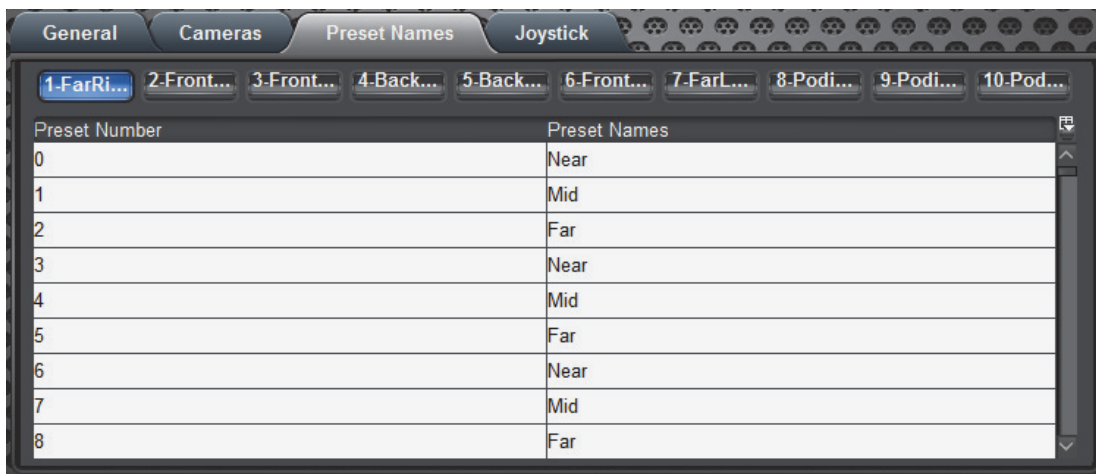 General Cameras Preset Names Joystick
1-FarRi... 2-Front... 3-Front... 4-Back... 5-Back... 6-Front... 7-FarL... 8-Podi... 9-Podi... 10-Pod...
Preset Number Preset Names
0 Near
1 Mid
2 Far
3 Near
4 Mid
5 Far
6 Near
7 Mid
8 Far